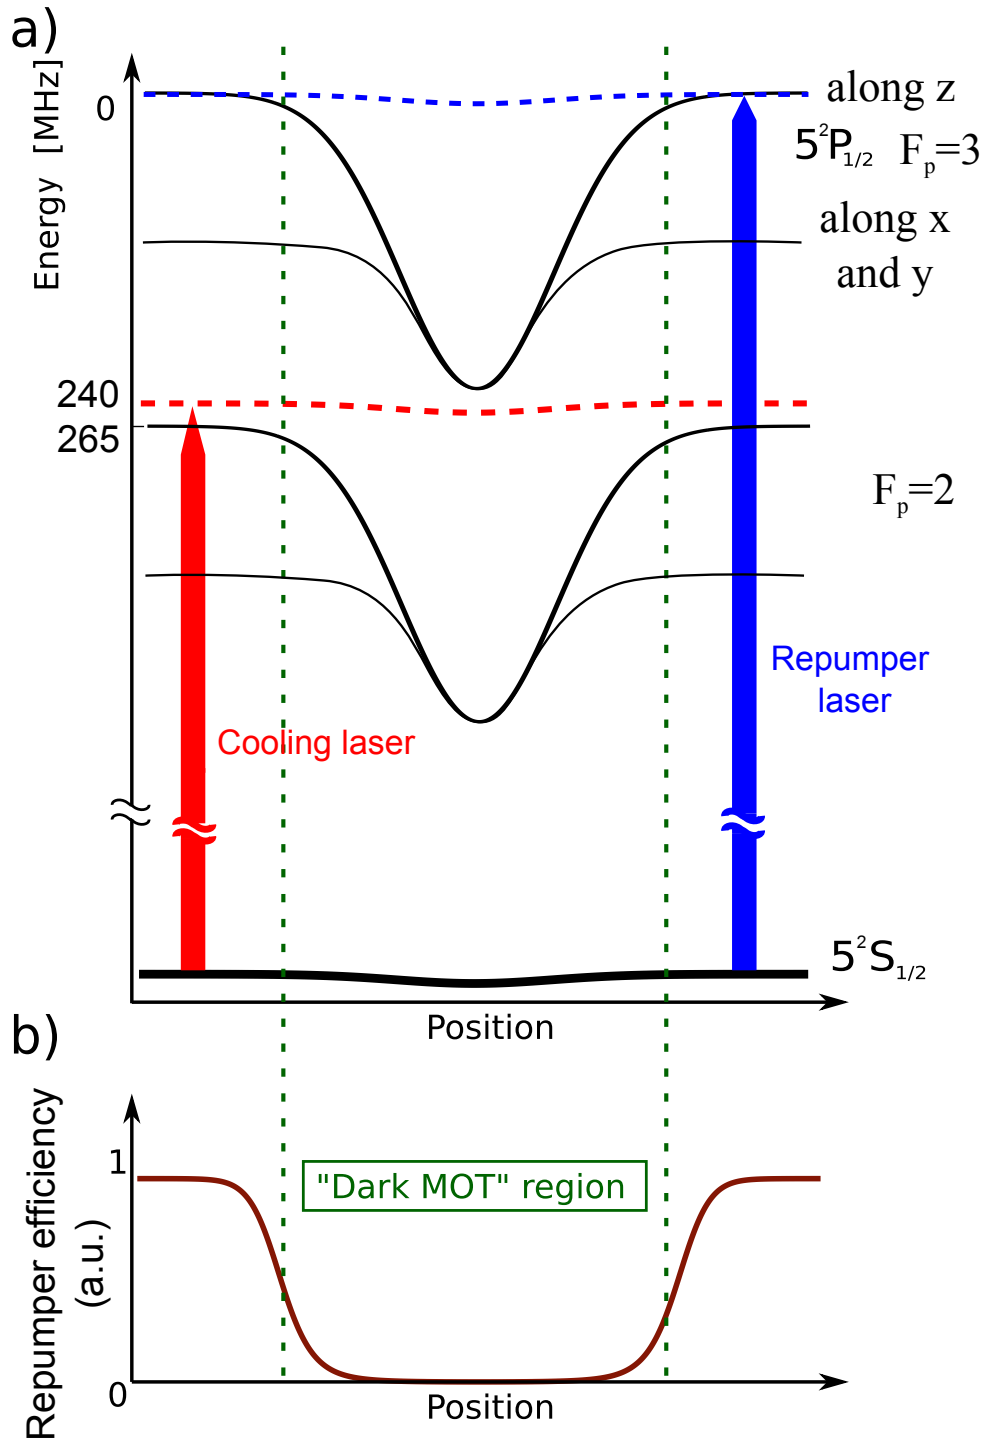 a)
Energy [MHz]
0
along z
5²P₁/₂ Fₚ=3
along x
and y
240
265
Fₚ=2
Repumper
laser
Cooling laser
5²S₁/₂
Position
b)
Repumper efficiency
(a.u.)
1
"Dark MOT" region
0
Position